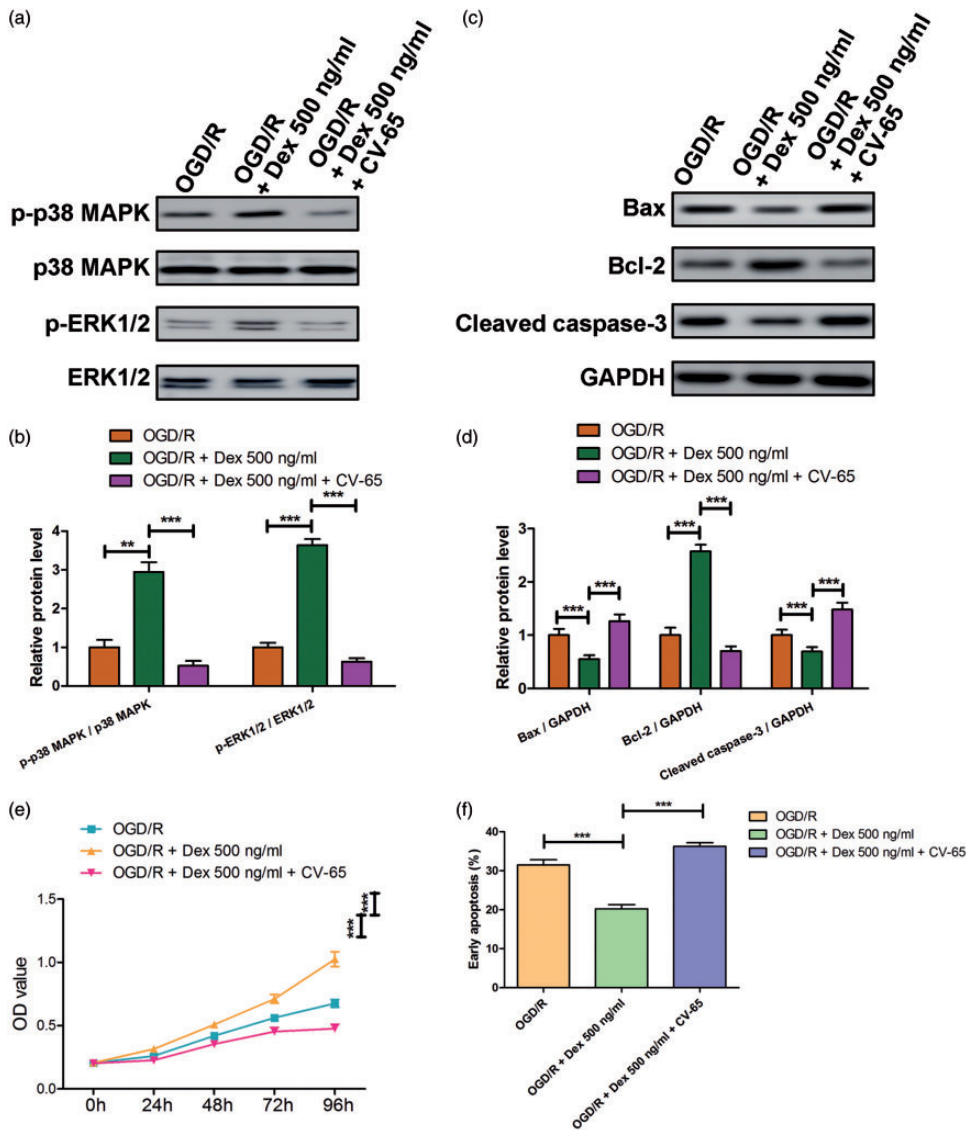 (a)
OGD/R
OGD/R
+ Dex 500 ng/ml
OGD/R
+ Dex 500 ng/ml
+ CV-65
p-p38 MAPK
p38 MAPK
p-ERK1/2
ERK1/2
(c)
OGD/R
OGD/R
+ Dex 500 ng/ml
OGD/R
+ Dex 500 ng/ml
+ CV-65
Bax
Bcl-2
Cleaved caspase-3
GAPDH
(b)
OGD/R
OGD/R + Dex 500 ng/ml
OGD/R + Dex 500 ng/ml + CV-65
Relative protein level
4
3
2
1
0
**
***
***
***
p-p38 MAPK / p38 MAPK
p-ERK1/2 / ERK1/2
(d)
OGD/R
OGD/R + Dex 500 ng/ml
OGD/R + Dex 500 ng/ml + CV-65
Relative protein level
3
2
1
0
***
***
***
***
***
***
Bax / GAPDH
Bcl-2 / GAPDH
Cleaved caspase-3 / GAPDH
(e)
OGD/R
OGD/R + Dex 500 ng/ml
OGD/R + Dex 500 ng/ml + CV-65
OD value
1.5
1.0
0.5
0.0
0h 24h 48h 72h 96h
***
***
(f)
OGD/R
OGD/R + Dex 500 ng/ml
OGD/R + Dex 500 ng/ml + CV-65
Early apoptosis (%)
40
30
20
10
0
***
***
OGD/R
OGD/R + Dex 500 ng/ml
OGD/R + Dex 500 ng/ml + CV-65